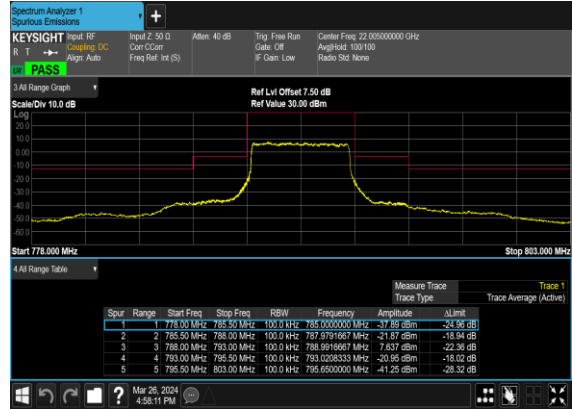 Spectrum Analyzer 1
Spurious Emissions
+
KEYSIGHT Input: RF Input Z: 50 Ω Atten: 40 dB Trig: Free Run Center Freq: 22.005000000 GHz
R T Coupling: DC Corr CCorr Gate: Off Avg|Hold: 100/100
Align: Auto Freq Ref: Int (S) IF Gain: Low Radio Std: None
LW PASS
3 All Range Graph
Ref Lvl Offset 7.50 dB
Scale/Div 10.0 dB Ref Value 30.00 dBm
Log
20.0
10.0
0.00
-10.0
-20.0
-30.0
-40.0
-50.0
-60.0
Start 778.000 MHz Stop 803.000 MHz
4 All Range Table
Measure Trace Trace 1
Trace Type Trace Average (Active)
Spur Range Start Freq Stop Freq RBW Frequency Amplitude ΔLimit
1 1 778.00 MHz 785.50 MHz 100.0 kHz 785.0000000 MHz -37.89 dBm -24.96 dB
2 2 785.50 MHz 788.00 MHz 100.0 kHz 787.9791667 MHz -21.87 dBm -18.94 dB
3 3 788.00 MHz 793.00 MHz 100.0 kHz 788.9916667 MHz 7.637 dBm -22.36 dB
4 4 793.00 MHz 795.50 MHz 100.0 kHz 793.0208333 MHz -20.95 dBm -18.02 dB
5 5 795.50 MHz 803.00 MHz 100.0 kHz 795.6500000 MHz -41.25 dBm -28.32 dB
? Mar 26, 2024
4:58:11 PM